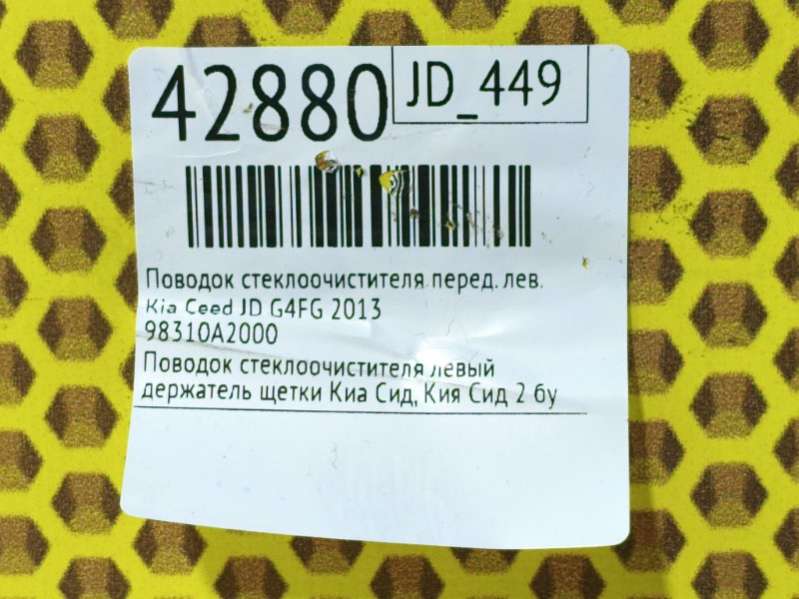 42880
JD_449
Поводок стеклоочистителя перед. лев.
Kia Ceed JD G4FG 2013
98310A2000
Поводок стеклоочистителя левый
держатель щетки Киа Сид, Кия Сид 2 бу